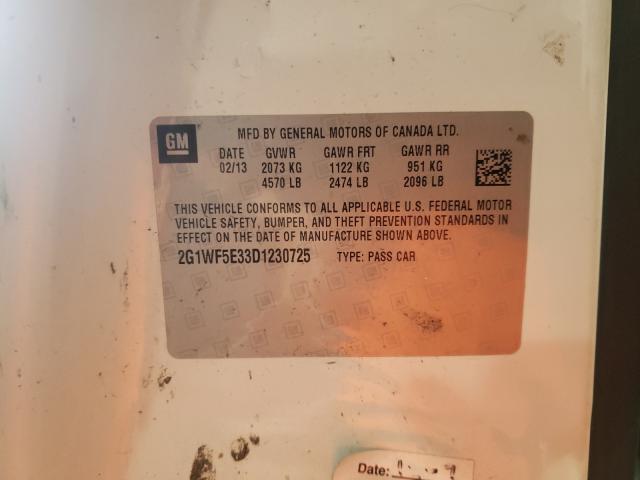 GM
MFD BY GENERAL MOTORS OF CANADA LTD.
DATE GVWR GAWR FRT GAWR RR
02/13 2073 KG 1122 KG 951 KG
4570 LB 2474 LB 2096 LB
THIS VEHICLE CONFORMS TO ALL APPLICABLE U.S. FEDERAL MOTOR
VEHICLE SAFETY, BUMPER, AND THEFT PREVENTION STANDARDS IN
EFFECT ON THE DATE OF MANUFACTURE SHOWN ABOVE.
2G1WF5E33D1230725 TYPE: PASS CAR
Date: